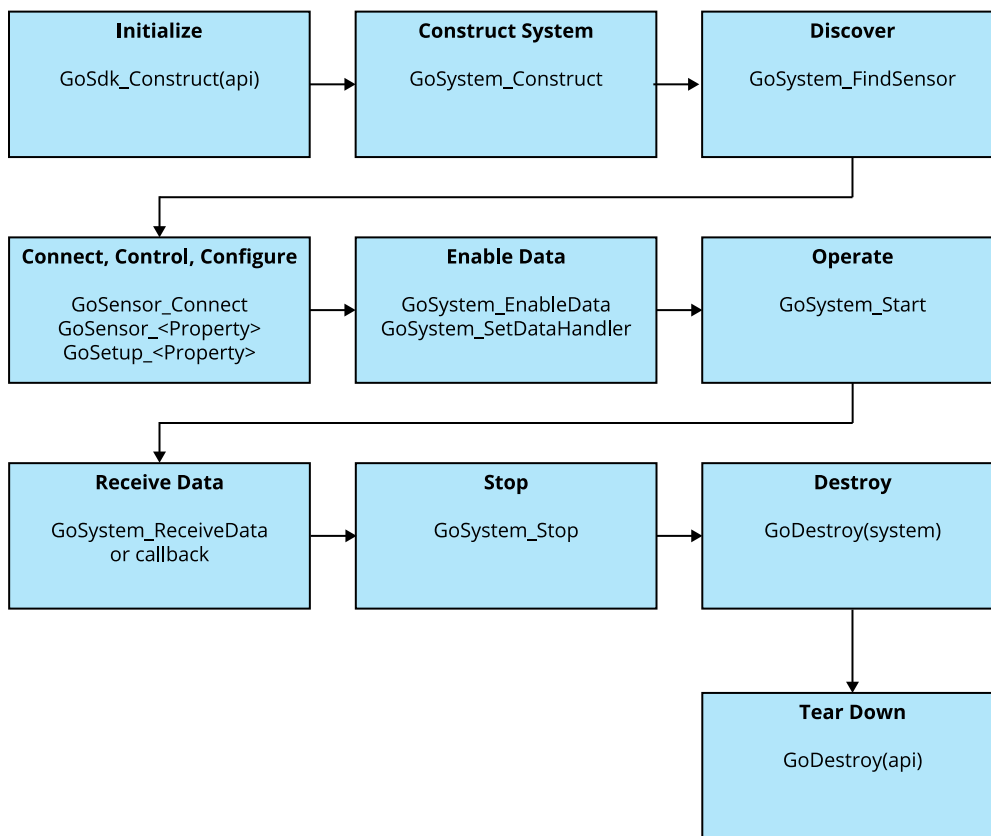 Initialize
GoSdk_Construct(api)
Construct System
GoSystem_Construct
Discover
GoSystem_FindSensor
Connect, Control, Configure
GoSensor_Connect
GoSensor_<Property>
GoSetup_<Property>
Enable Data
GoSystem_EnableData
GoSystem_SetDataHandler
Operate
GoSystem_Start
Receive Data
GoSystem_ReceiveData
or callback
Stop
GoSystem_Stop
Destroy
GoDestroy(system)
Tear Down
GoDestroy(api)